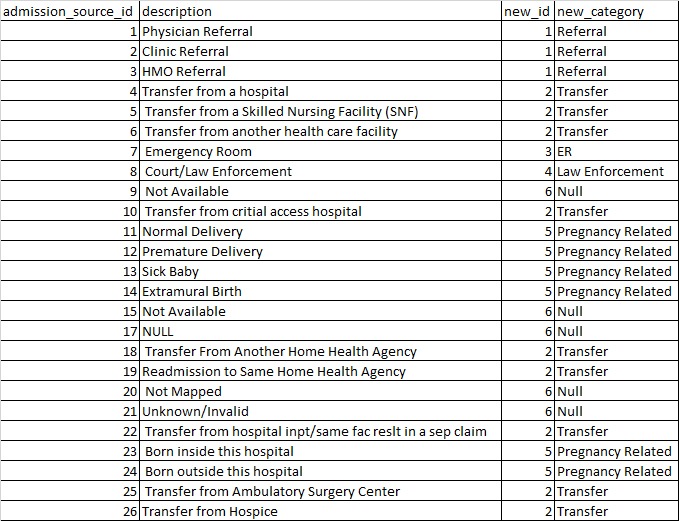 admission_source_id description new_id new_category
1 Physician Referral 1 Referral
2 Clinic Referral 1 Referral
3 HMO Referral 1 Referral
4 Transfer from a hospital 2 Transfer
5 Transfer from a Skilled Nursing Facility (SNF) 2 Transfer
6 Transfer from another health care facility 2 Transfer
7 Emergency Room 3 ER
8 Court/Law Enforcement 4 Law Enforcement
9 Not Available 6 Null
10 Transfer from critial access hospital 2 Transfer
11 Normal Delivery 5 Pregnancy Related
12 Premature Delivery 5 Pregnancy Related
13 Sick Baby 5 Pregnancy Related
14 Extramural Birth 5 Pregnancy Related
15 Not Available 6 Null
17 NULL 6 Null
18 Transfer From Another Home Health Agency 2 Transfer
19 Readmission to Same Home Health Agency 2 Transfer
20 Not Mapped 6 Null
21 Unknown/Invalid 6 Null
22 Transfer from hospital inpt/same fac reslt in a sep claim 2 Transfer
23 Born inside this hospital 5 Pregnancy Related
24 Born outside this hospital 5 Pregnancy Related
25 Transfer from Ambulatory Surgery Center 2 Transfer
26 Transfer from Hospice 2 Transfer